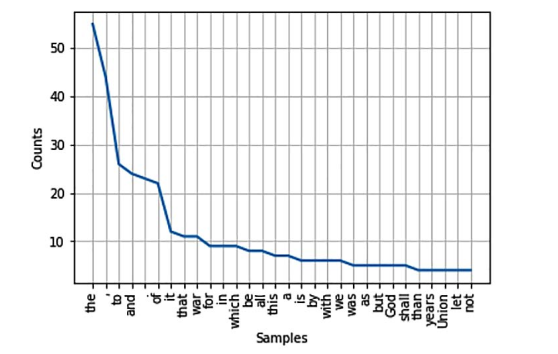 50
40
30
20
10
Counts
the
,
to
and
.
of
it
that
war
for
in
which
be
all
this
a
is
by
with
we
was
as
but
God
shall
than
years
Union
let
not
Samples